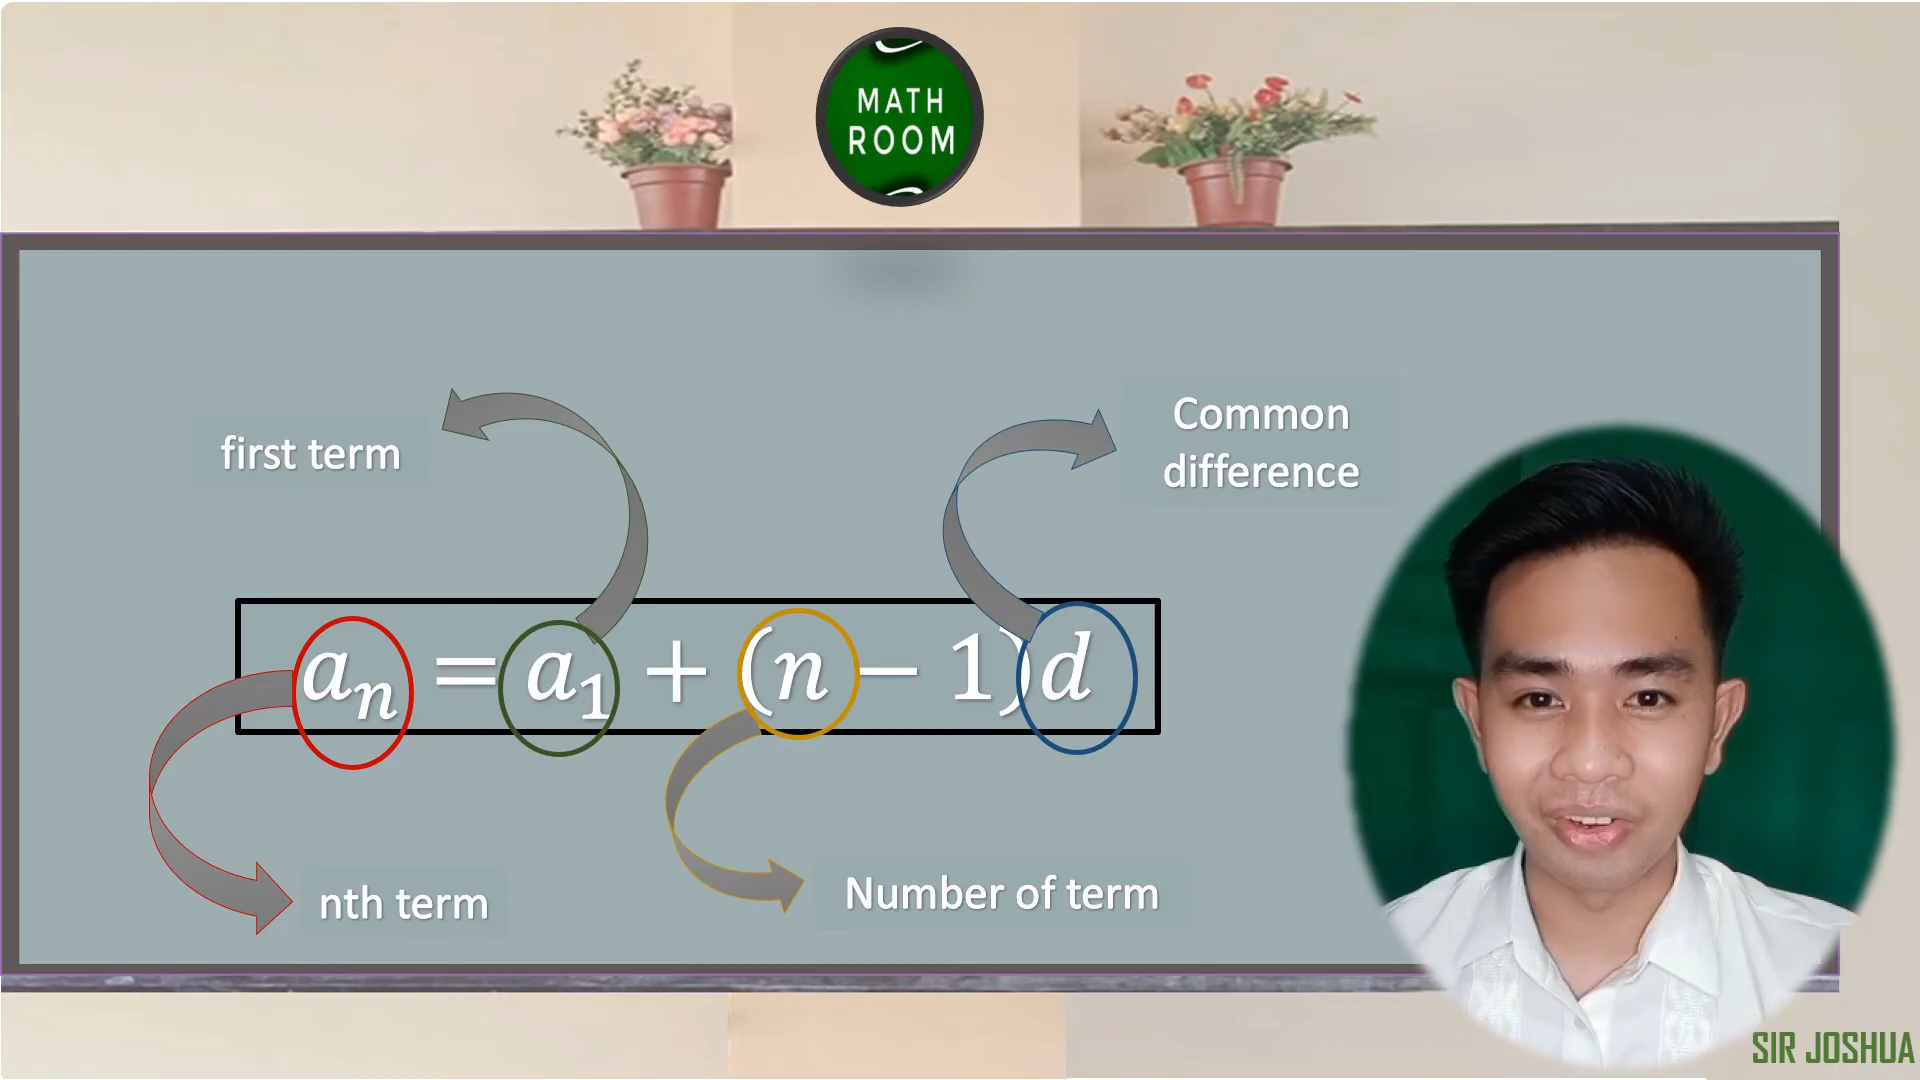 MATH
ROOM
first term
Common
difference
aₙ = a₁ + (n − 1)d
nth term
Number of term
SIR JOSHUA